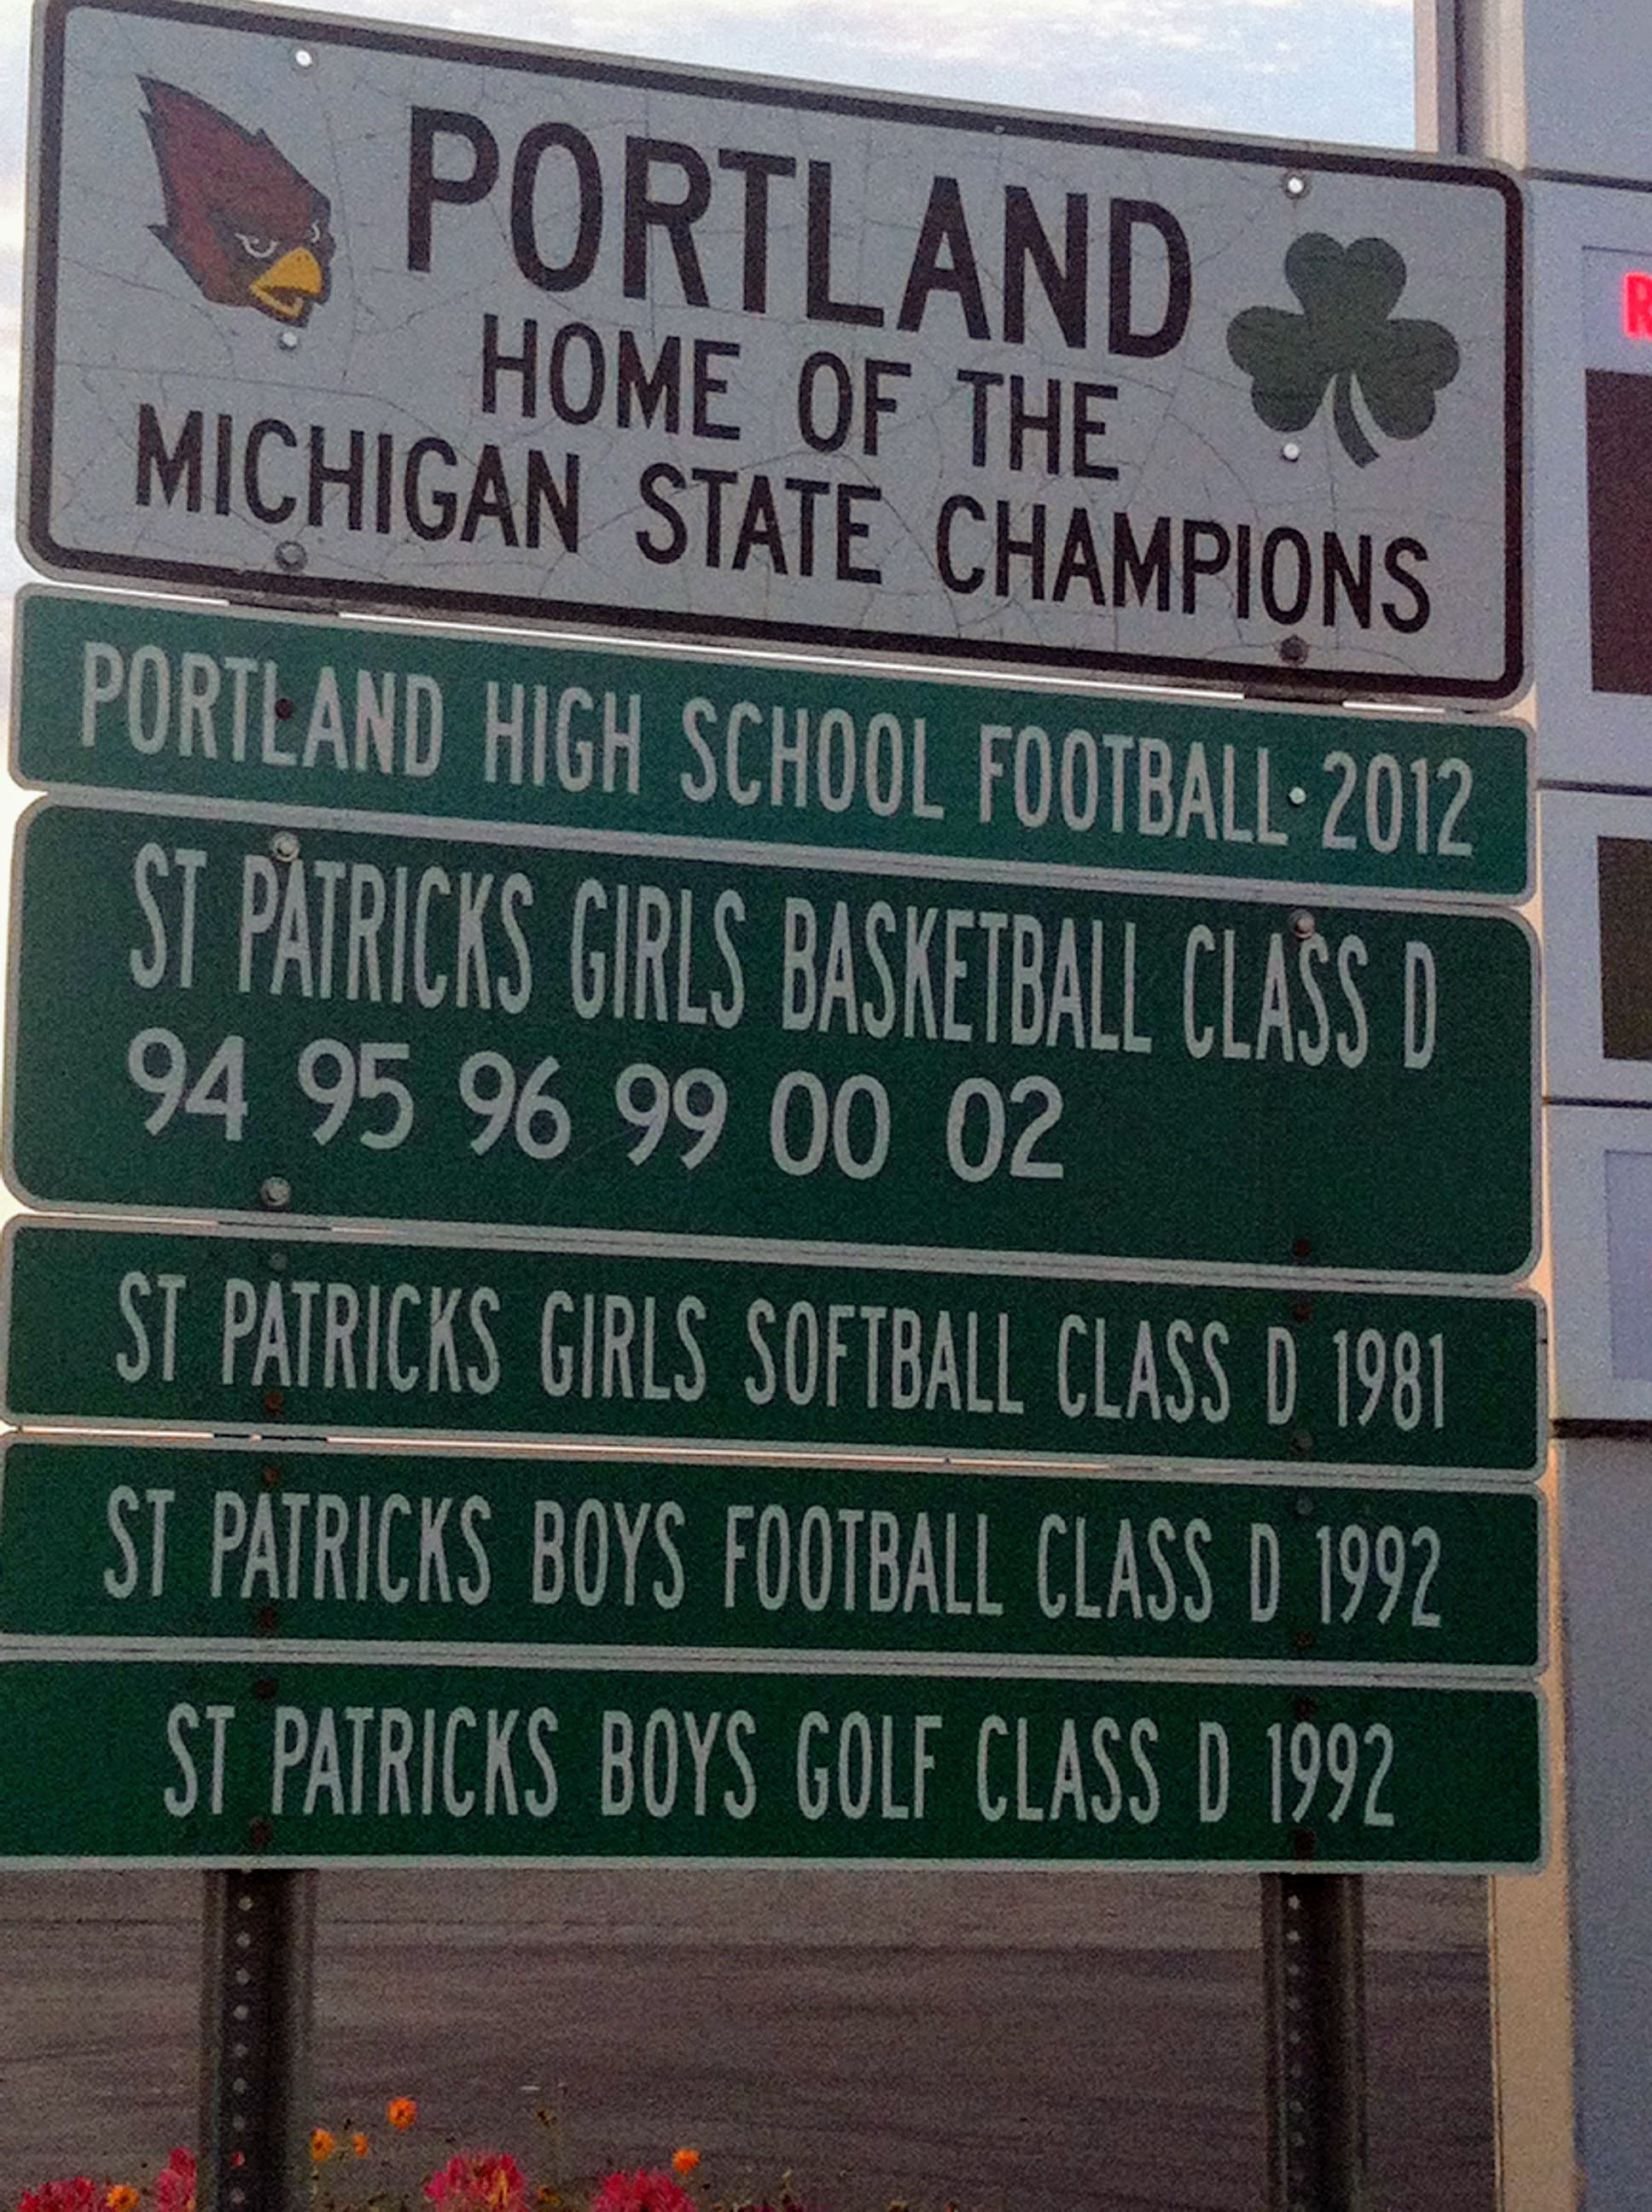 PORTLAND
HOME OF THE
MICHIGAN STATE CHAMPIONS
PORTLAND HIGH SCHOOL FOOTBALL 2012
ST PATRICKS GIRLS BASKETBALL CLASS D
94 95 96 99 00 02
ST PATRICKS GIRLS SOFTBALL CLASS D 1981
ST PATRICKS BOYS FOOTBALL CLASS D 1992
ST PATRICKS BOYS GOLF CLASS D 1992